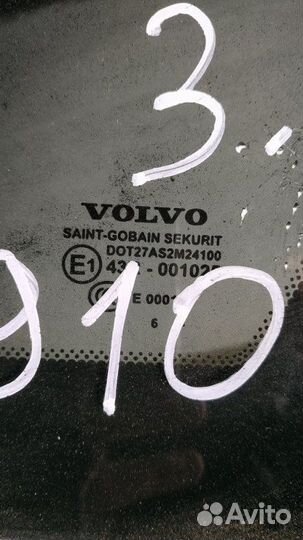 3.
VOLVO
SAINT-GOBAIN SEKURIT
DOT27AS2M24100
E1 43 - 00102
E 0001
6
910
Avito